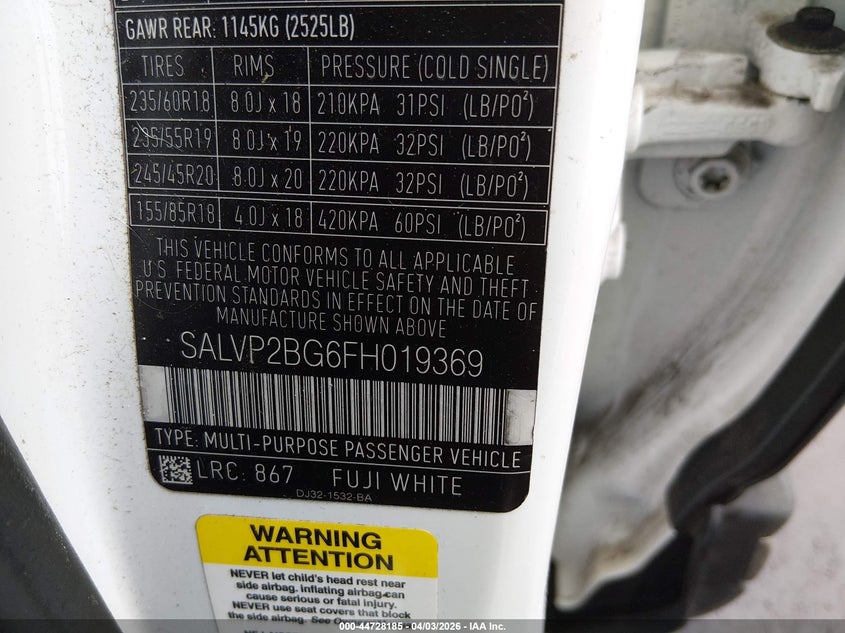 GAWR REAR: 1145KG (2525LB)
TIRES RIMS PRESSURE (COLD SINGLE)
235/60R18 8.0J x 18 210KPA 31PSI (LB/PO²)
235/55R19 8.0J x 19 220KPA 32PSI (LB/PO²)
245/45R20 8.0J x 20 220KPA 32PSI (LB/PO²)
155/85R18 4.0J x 18 420KPA 60PSI (LB/PO²)
THIS VEHICLE CONFORMS TO ALL APPLICABLE
U.S. FEDERAL MOTOR VEHICLE SAFETY AND THEFT
PREVENTION STANDARDS IN EFFECT ON THE DATE OF
MANUFACTURE SHOWN ABOVE
SALVP2BG6FH019369
TYPE: MULTI-PURPOSE PASSENGER VEHICLE
LRC: 867 FUJI WHITE
DJ32-1532-BA
WARNING
ATTENTION
NEVER let child's head rest near
side airbag. inflating airbag can
cause serious or fatal injury.
NEVER use seat covers that block
the side airbag. See
000-44728185 - 04/03/2026 - IAA Inc.